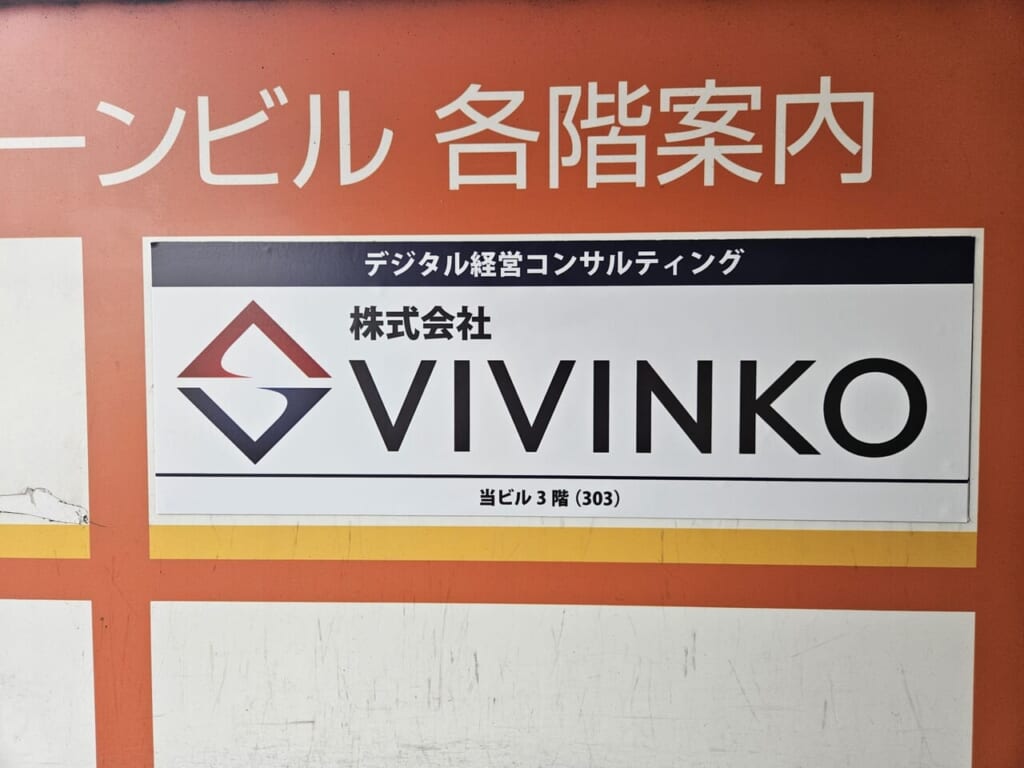 ーンビル 各階案内
デジタル経営コンサルティング
株式会社
VIVINKO
当ビル3階（303）